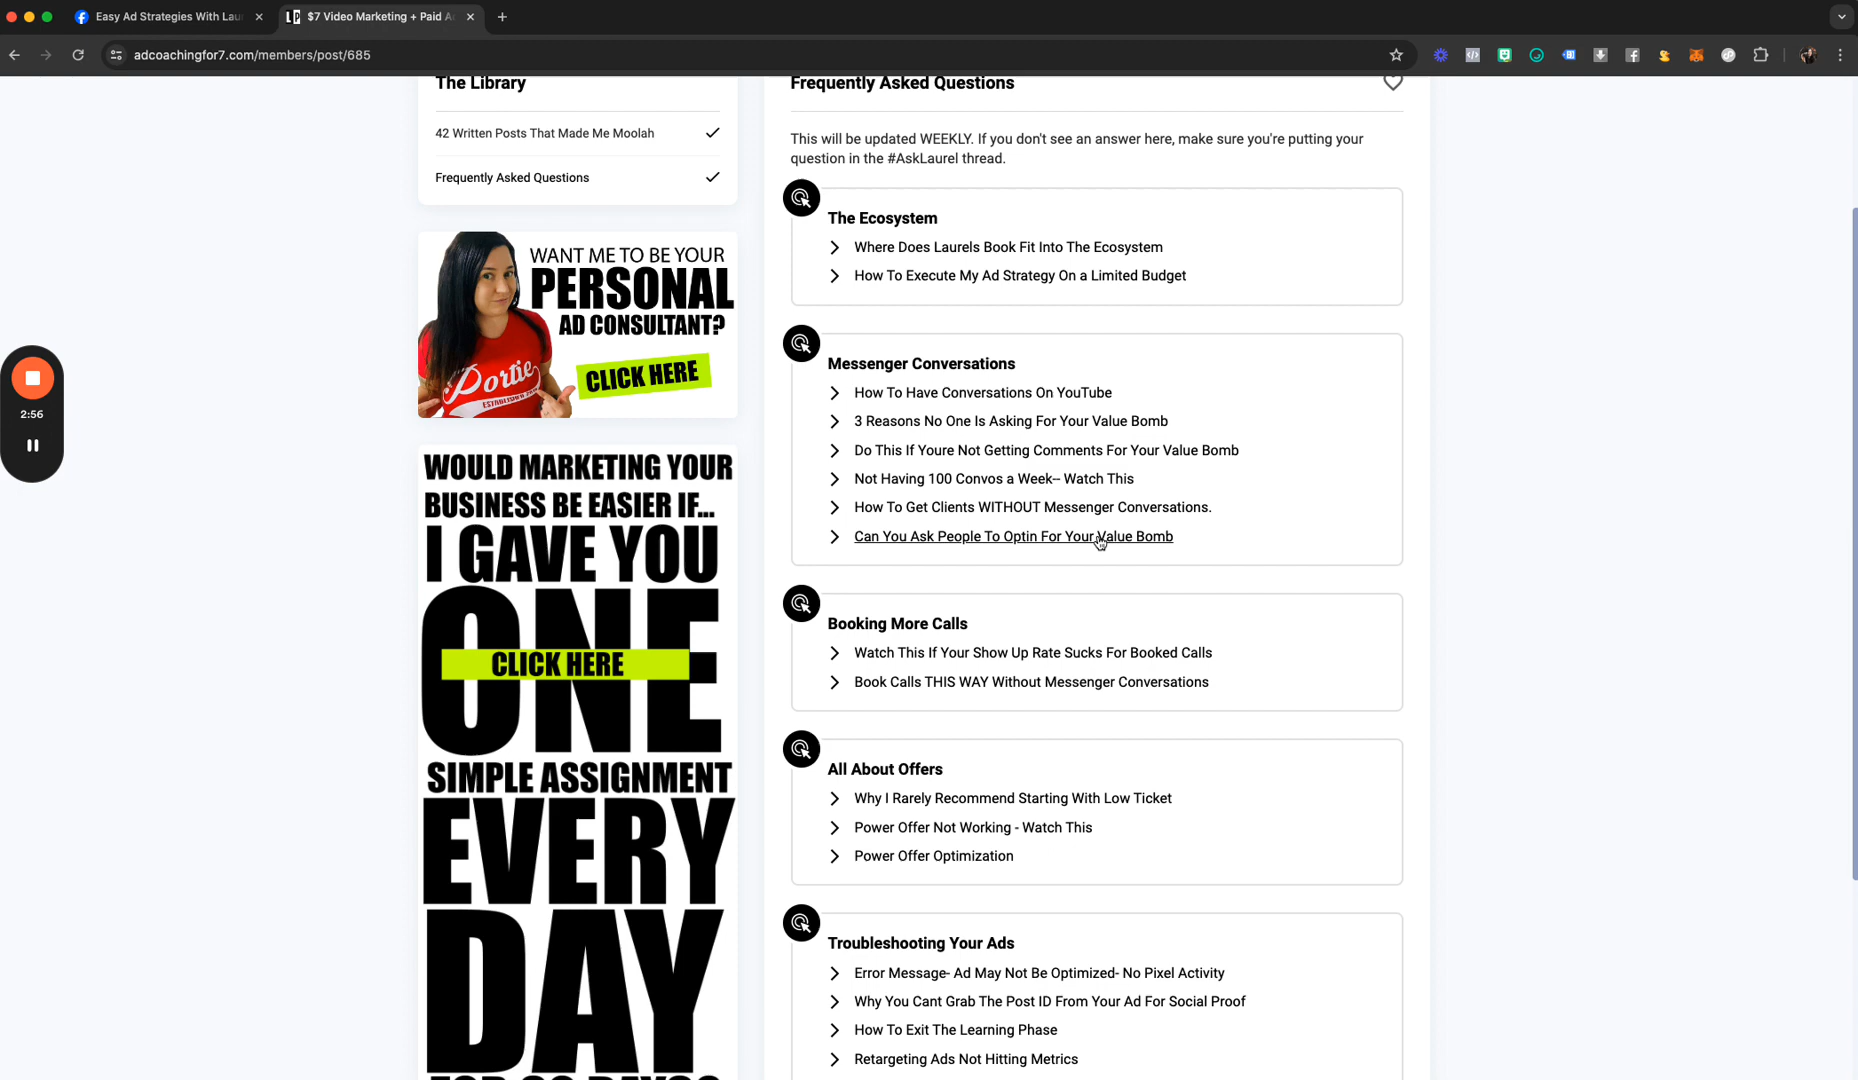 Easy Ad Strategies With Lau
$7 Video Marketing + Paid A
adcoachingfor7.com/members/post/685
The Library
42 Written Posts That Made Me Moolah
Frequently Asked Questions
WANT ME TO BE YOUR
PERSONAL
AD CONSULTANT?
CLICK HERE
Portie
WOULD MARKETING YOUR
BUSINESS BE EASIER IF...
I GAVE YOU
ONE
CLICK HERE
SIMPLE ASSIGNMENT
EVERY
DAY
2:56
Frequently Asked Questions
This will be updated WEEKLY. If you don't see an answer here, make sure you're putting your
question in the #AskLaurel thread.
The Ecosystem
Where Does Laurels Book Fit Into The Ecosystem
How To Execute My Ad Strategy On a Limited Budget
Messenger Conversations
How To Have Conversations On YouTube
3 Reasons No One Is Asking For Your Value Bomb
Do This If Youre Not Getting Comments For Your Value Bomb
Not Having 100 Convos a Week-- Watch This
How To Get Clients WITHOUT Messenger Conversations.
Can You Ask People To Optin For Your Value Bomb
Booking More Calls
Watch This If Your Show Up Rate Sucks For Booked Calls
Book Calls THIS WAY Without Messenger Conversations
All About Offers
Why I Rarely Recommend Starting With Low Ticket
Power Offer Not Working - Watch This
Power Offer Optimization
Troubleshooting Your Ads
Error Message- Ad May Not Be Optimized- No Pixel Activity
Why You Cant Grab The Post ID From Your Ad For Social Proof
How To Exit The Learning Phase
Retargeting Ads Not Hitting Metrics